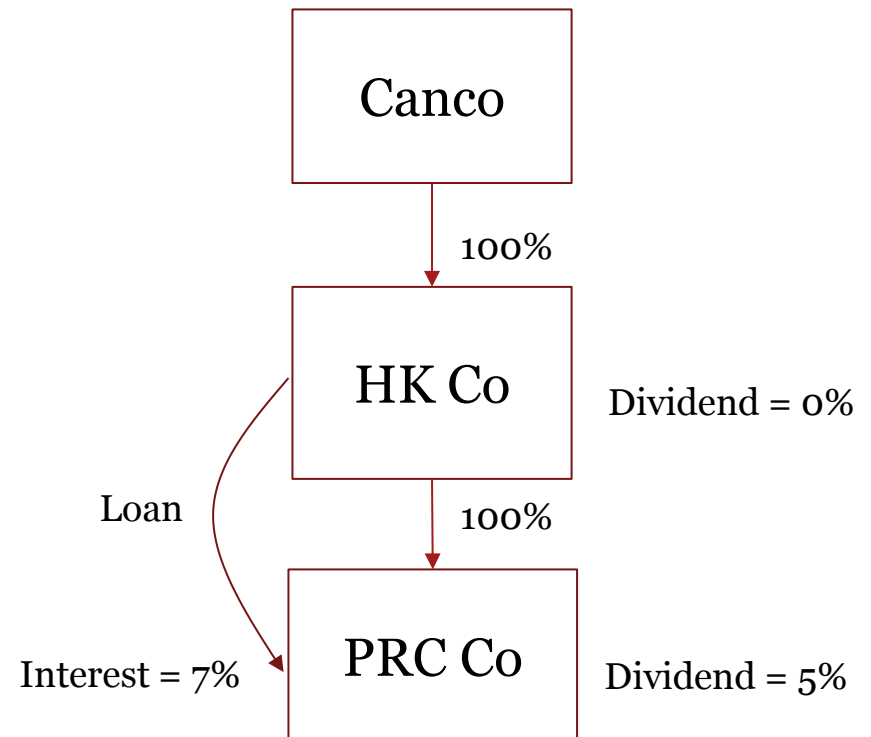 Canco
100%
HK Co
Dividend = 0%
Loan
100%
PRC Co
Interest = 7%
Dividend = 5%